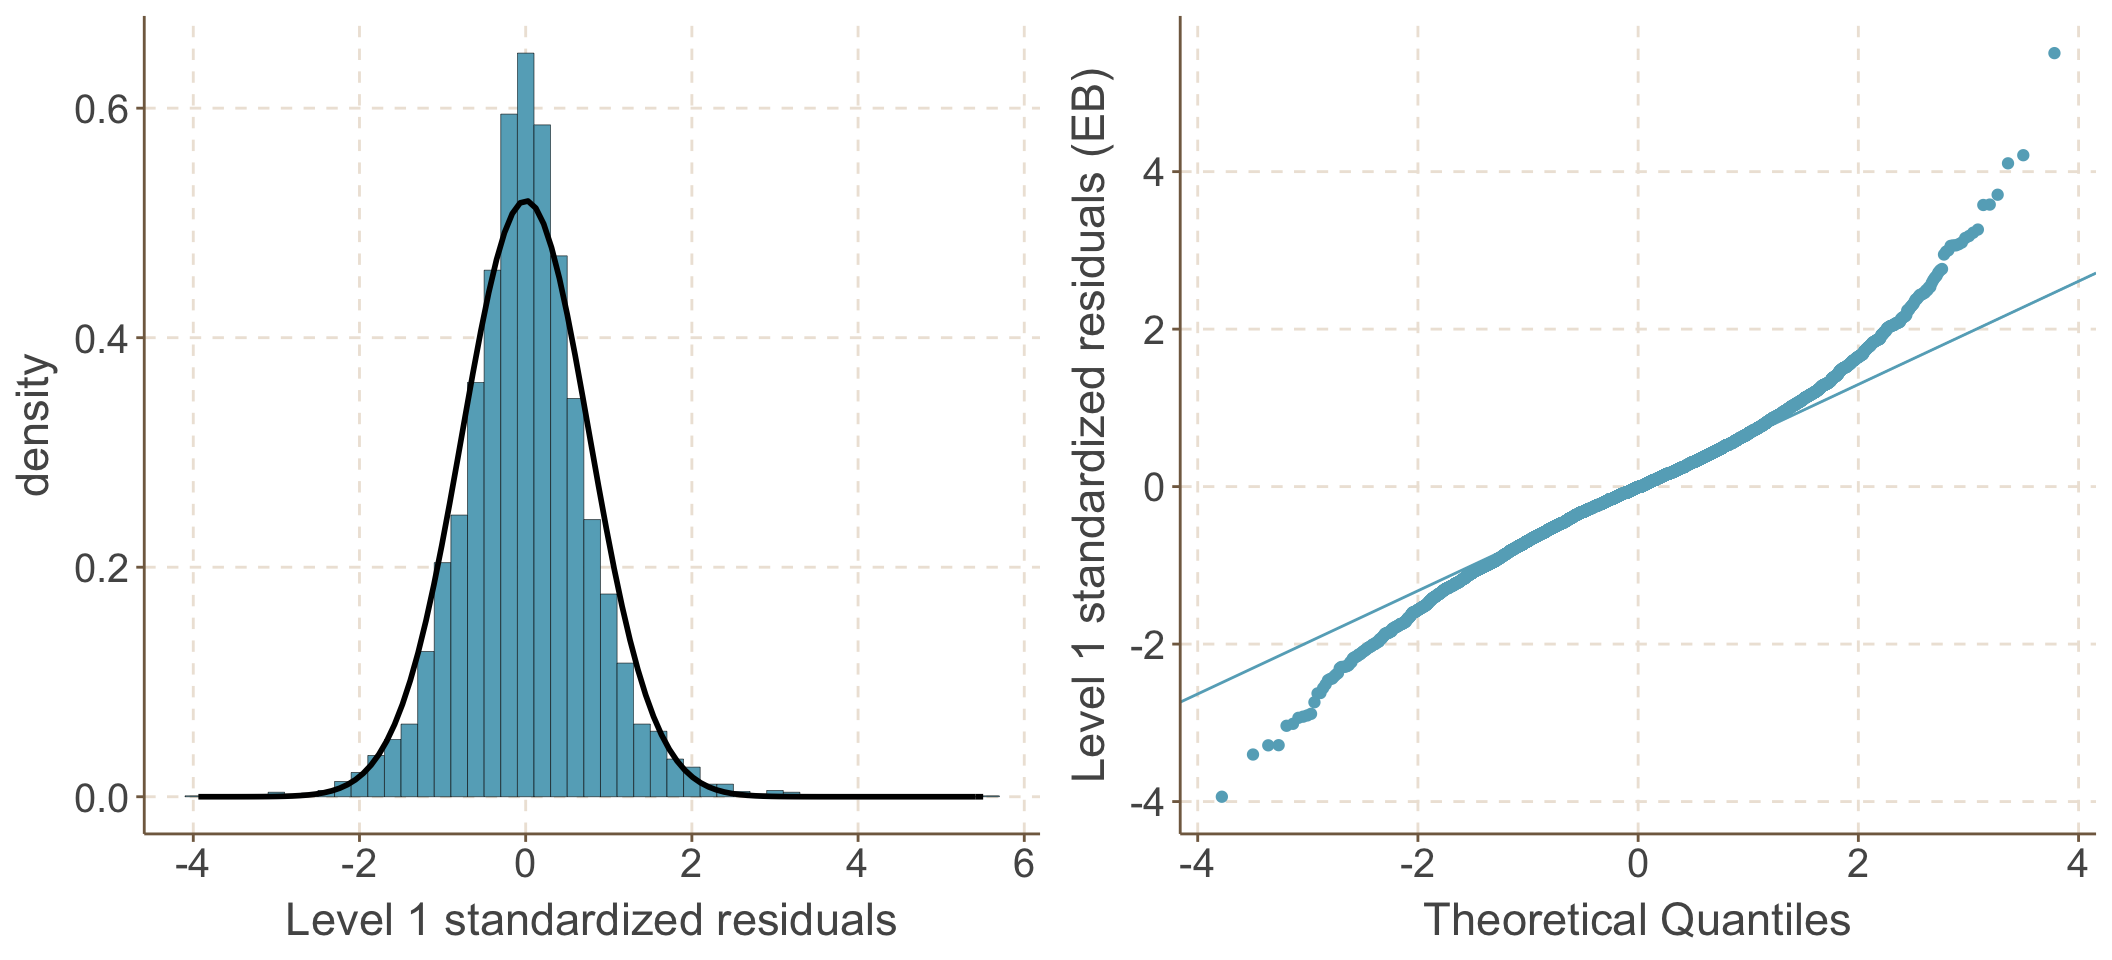 density
0.6
0.4
0.2
0.0
-4 -2 0 2 4 6
Level 1 standardized residuals
Level 1 standardized residuals (EB)
4
2
0
-2
-4
-4 -2 0 2 4
Theoretical Quantiles